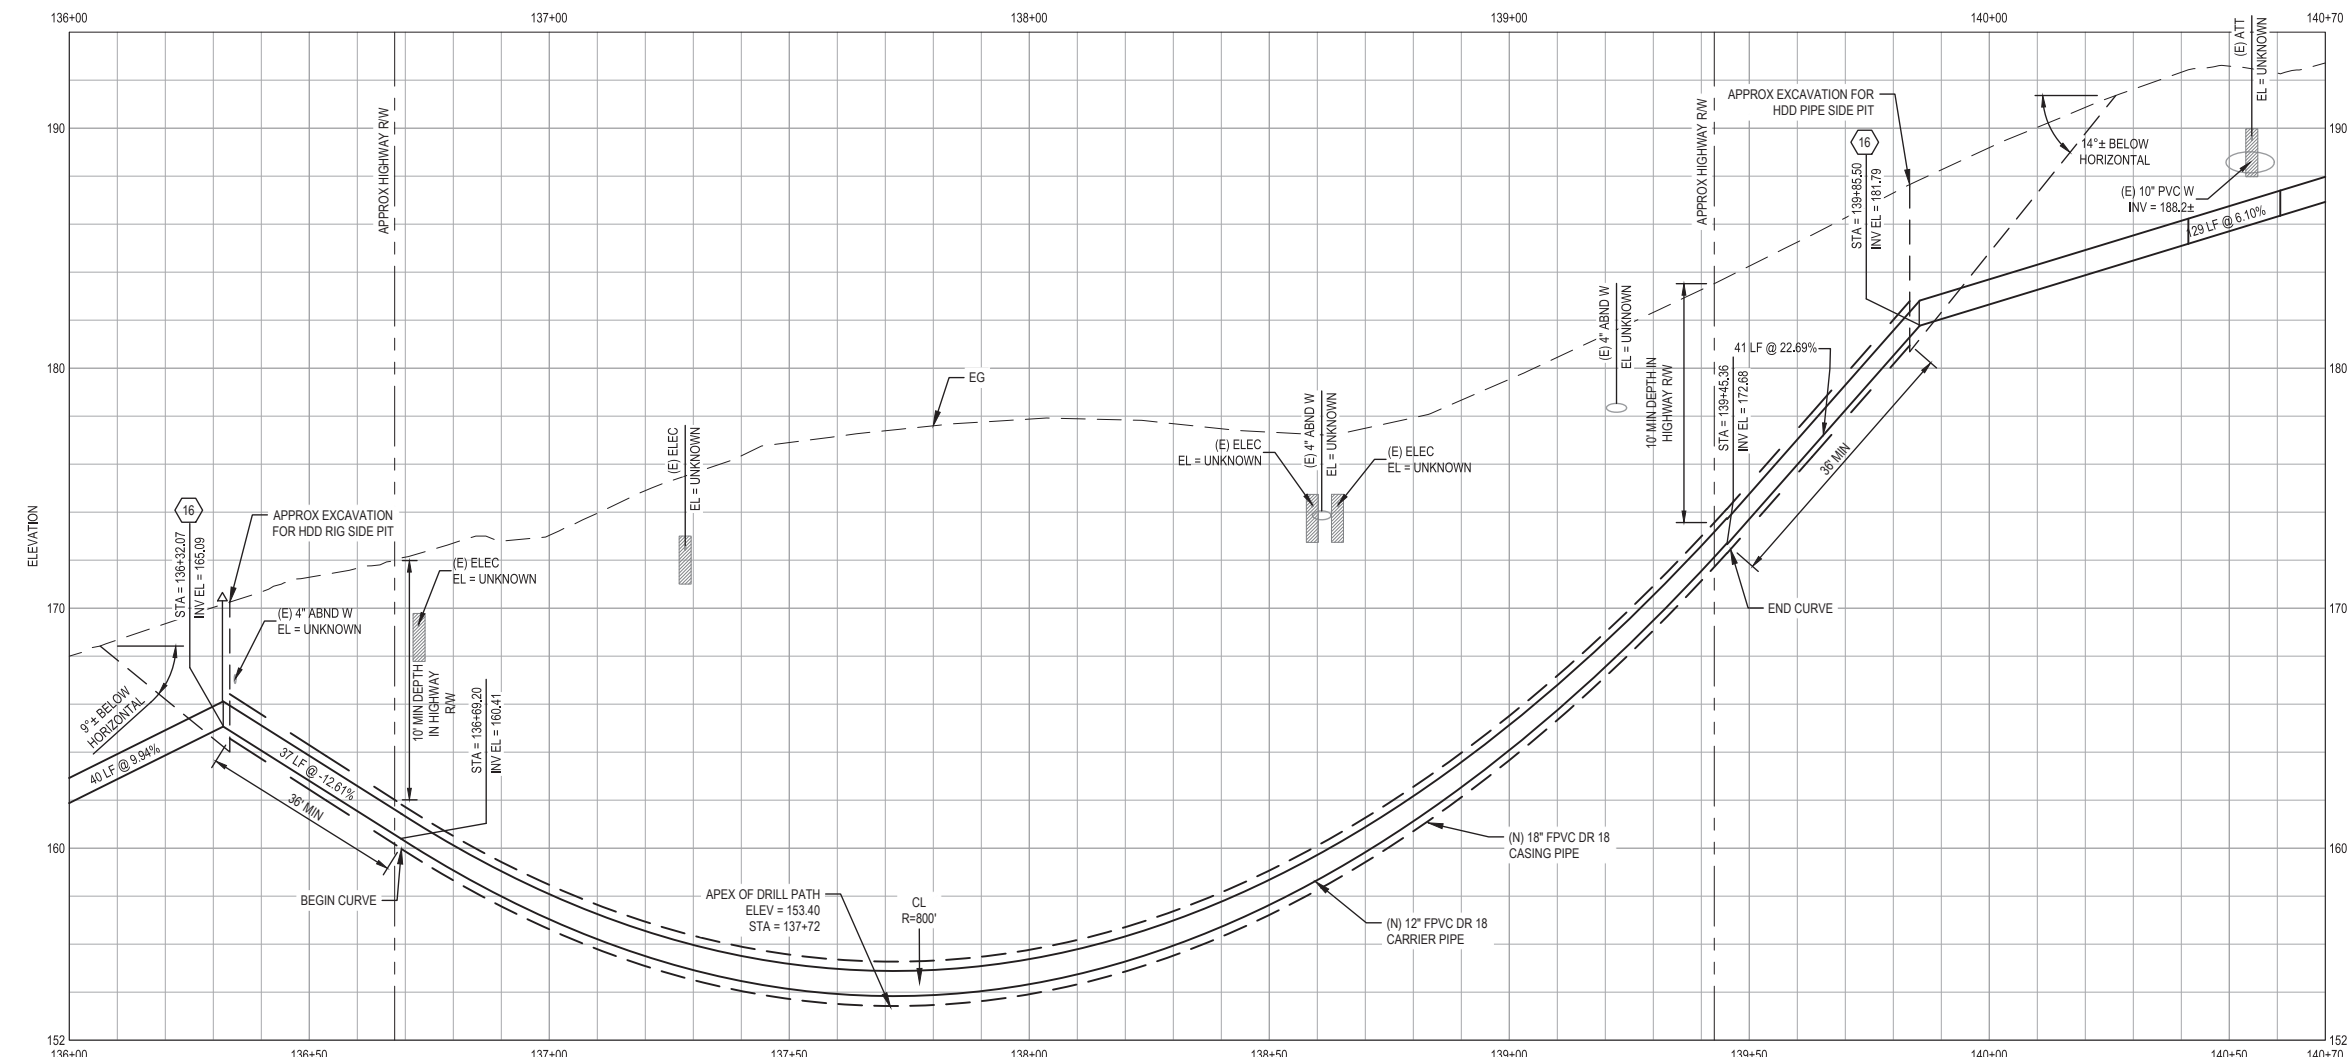 136+00
137+00
138+00
139+00
140+00
140+70
(E) ATT
EL = UNKNOWN
APPROX HIGHWAY R/W
APPROX HIGHWAY R/W
APPROX EXCAVATION FOR
HDD PIPE SIDE PIT
190
190
16
14°± BELOW
HORIZONTAL
STA = 139+85.50
INV EL = 181.79
(E) 10" PVC W
INV = 188.2±
129 LF @ 6.10%
(E) 4" ABND W
EL = UNKNOWN
10' MIN DEPTH IN
HIGHWAY R/W
41 LF @ 22.69%
STA = 139+45.36
INV EL = 172.68
180
180
EG
36' MIN
(E) ELEC
EL = UNKNOWN
(E) ELEC
EL = UNKNOWN
(E) 4" ABND W
EL = UNKNOWN
(E) ELEC
EL = UNKNOWN
ELEVATION
16
STA = 136+32.07
INV EL = 165.09
APPROX EXCAVATION
FOR HDD RIG SIDE PIT
(E) ELEC
EL = UNKNOWN
(E) 4" ABND W
EL = UNKNOWN
170
170
END CURVE
9°± BELOW
HORIZONTAL
10' MIN DEPTH
IN HIGHWAY
R/W
STA = 136+69.20
INV EL = 160.41
40 LF @ 9.94%
37 LF @ -12.61%
36' MIN
160
160
(N) 18" FPVC DR 18
CASING PIPE
BEGIN CURVE
APEX OF DRILL PATH
ELEV = 153.40
STA = 137+72
CL
R=800'
(N) 12" FPVC DR 18
CARRIER PIPE
152
152
136+00
136+50
137+00
137+50
138+00
138+50
139+00
139+50
140+00
140+50
140+70